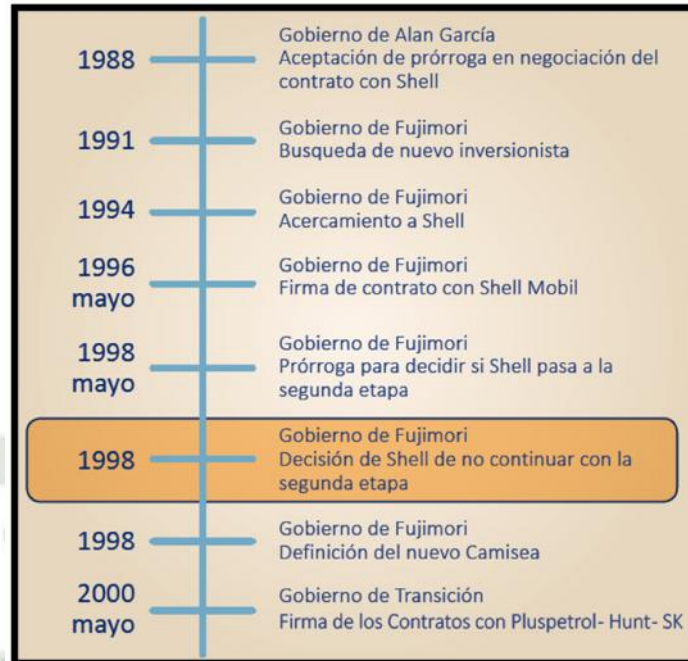 1988
Gobierno de Alan García
Aceptación de prórroga en negociación del
contrato con Shell
1991
Gobierno de Fujimori
Busqueda de nuevo inversionista
1994
Gobierno de Fujimori
Acercamiento a Shell
1996
mayo
Gobierno de Fujimori
Firma de contrato con Shell Mobil
1998
mayo
Gobierno de Fujimori
Prórroga para decidir si Shell pasa a la
segunda etapa
1998
Gobierno de Fujimori
Decisión de Shell de no continuar con la
segunda etapa
1998
Gobierno de Fujimori
Definición del nuevo Camisea
2000
mayo
Gobierno de Transición
Firma de los Contratos con Pluspetrol- Hunt- SK